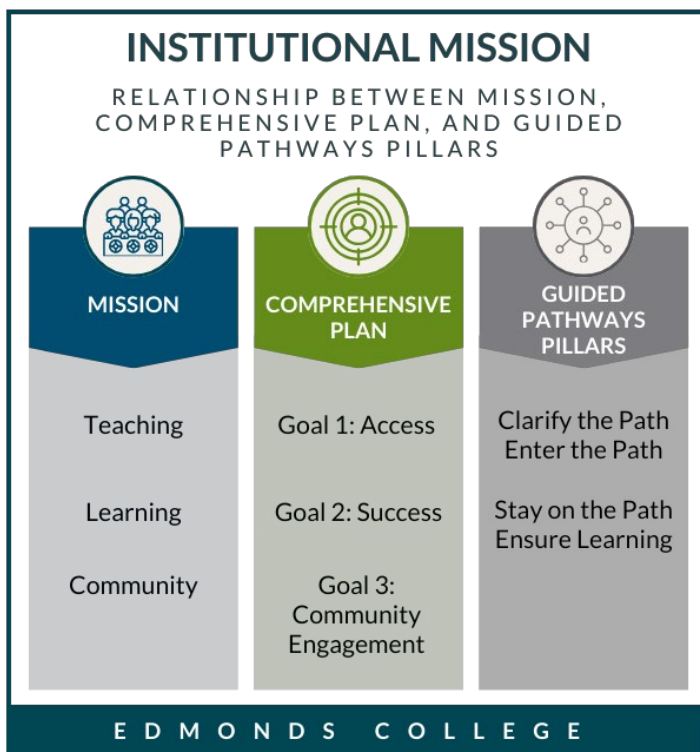 INSTITUTIONAL MISSION
RELATIONSHIP BETWEEN MISSION,
COMPREHENSIVE PLAN, AND GUIDED
PATHWAYS PILLARS
MISSION
Teaching
Learning
Community
COMPREHENSIVE
PLAN
Goal 1: Access
Goal 2: Success
Goal 3:
Community
Engagement
GUIDED
PATHWAYS
PILLARS
Clarify the Path
Enter the Path
Stay on the Path
Ensure Learning
EDMONDS COLLEGE